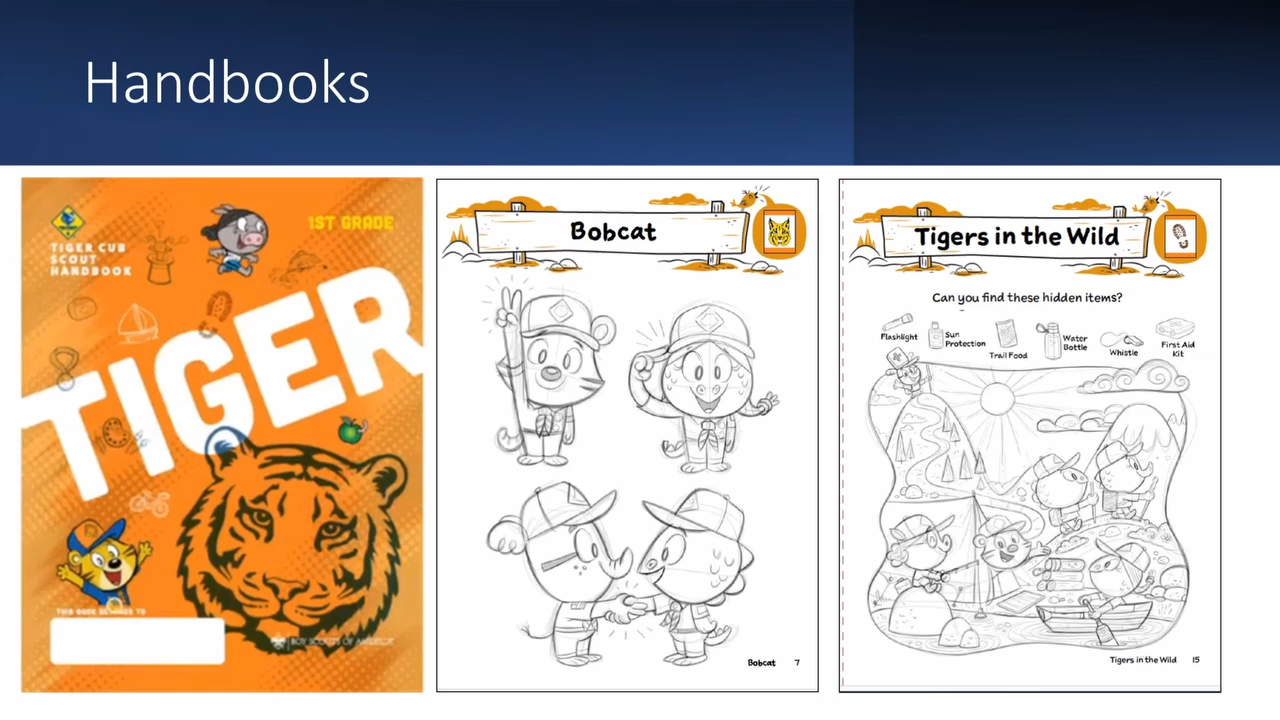 Handbooks
TIGER CUB
SCOUT
HANDBOOK
1ST GRADE
TIGER
THIS BOOK BELONGS TO
BOY SCOUTS OF AMERICA
Bobcat
Bobcat 7
Tigers in the Wild
Can you find these hidden items?
Flashlight
Sun
Protection
Trail Food
Water
Bottle
Whistle
First Aid
Kit
Tigers in the Wild 15